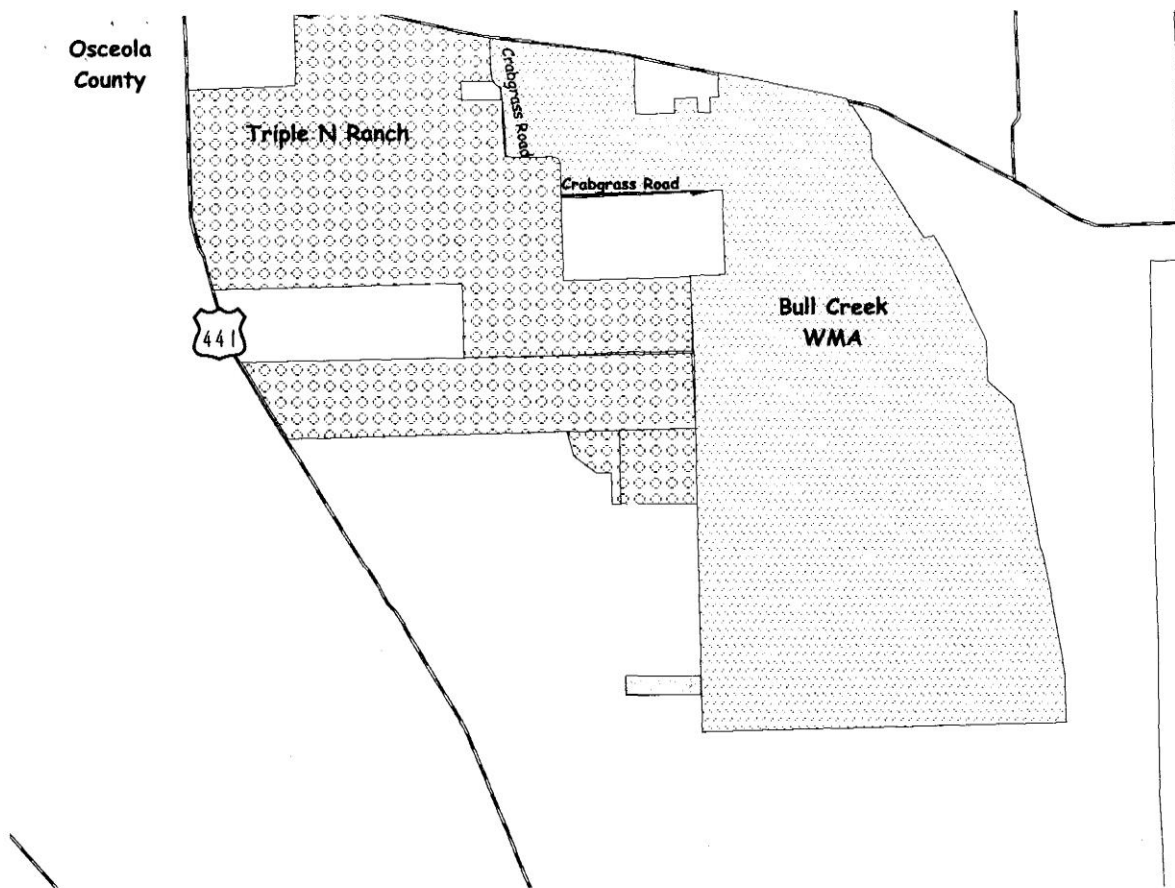 Osceola
County
Crabgrass Road
Triple N Ranch
Crabgrass Road
Bull Creek
WMA
441